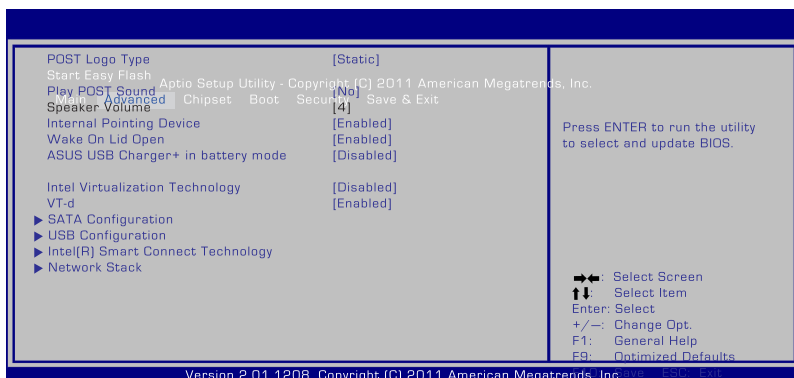 Aptio Setup Utility - Copyright (C) 2011 American Megatrends, Inc.
Main Advanced Chipset Boot Security Save & Exit
POST Logo Type [Static]
Start Easy Flash
Play POST Sound [No]
Speaker Volume [4]
Internal Pointing Device [Enabled]
Wake On Lid Open [Enabled]
ASUS USB Charger+ in battery mode [Disabled]
Intel Virtualization Technology [Disabled]
VT-d [Enabled]
SATA Configuration
USB Configuration
Intel(R) Smart Connect Technology
Network Stack
Press ENTER to run the utility
to select and update BIOS.
→←: Select Screen
↑↓: Select Item
Enter: Select
+/—: Change Opt.
F1: General Help
F9: Optimized Defaults
F10: Save ESC: Exit
Version 2.01.1208. Copyright (C) 2011 American Megatrends, Inc.